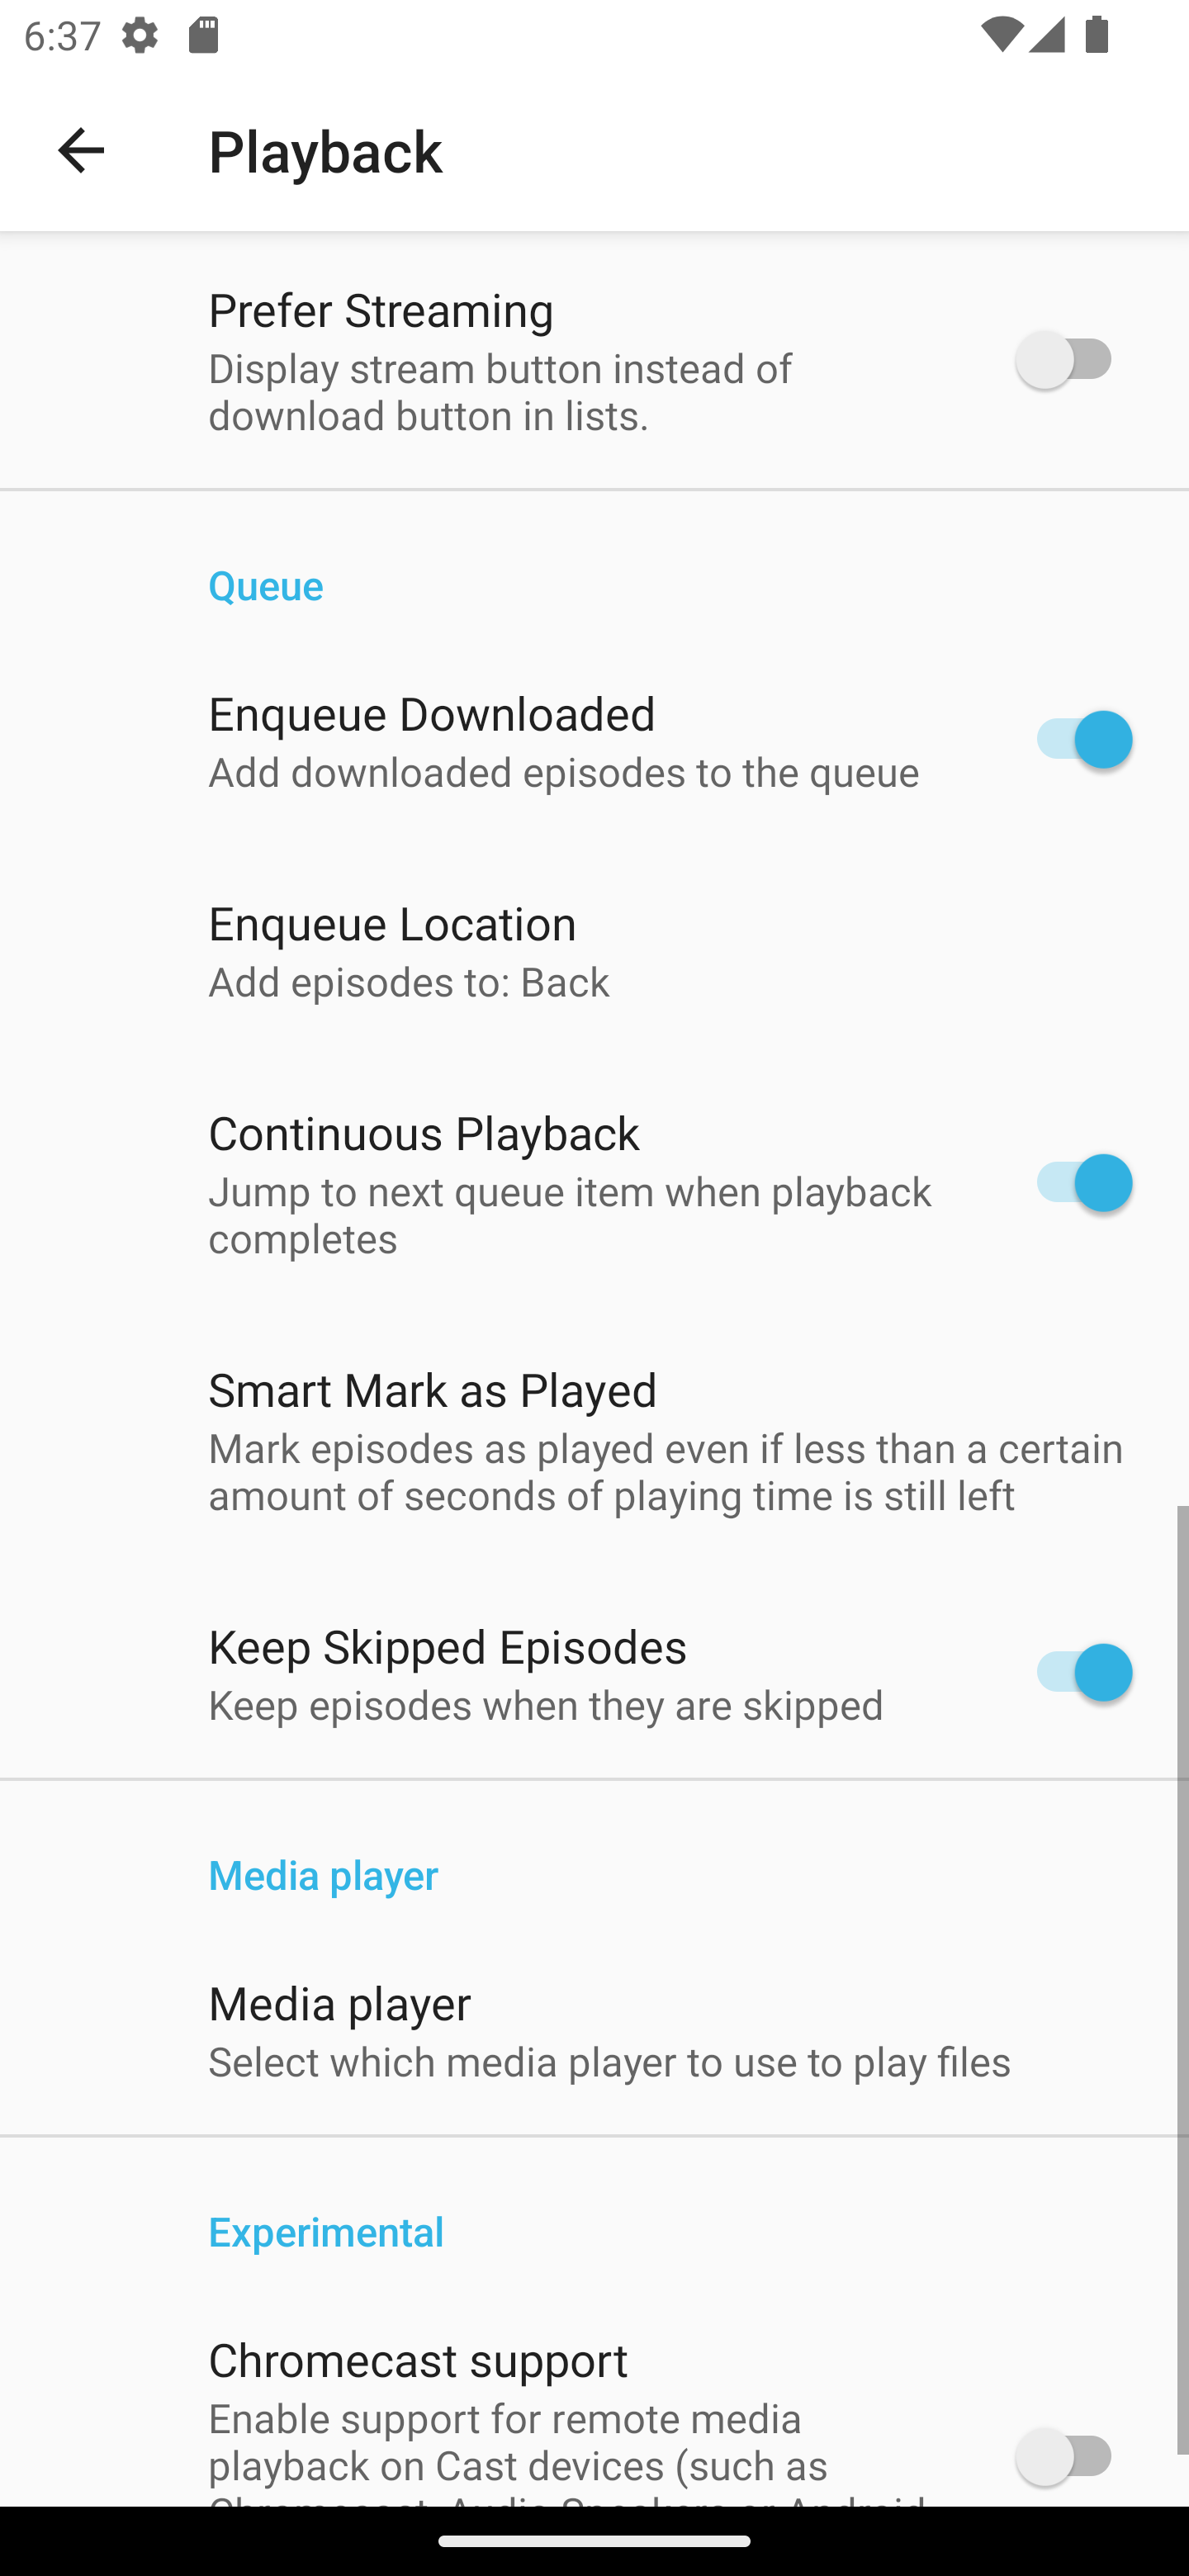 6:37
Playback
Prefer Streaming
Display stream button instead of
download button in lists.
Queue
Enqueue Downloaded
Add downloaded episodes to the queue
Enqueue Location
Add episodes to: Back
Continuous Playback
Jump to next queue item when playback
completes
Smart Mark as Played
Mark episodes as played even if less than a certain
amount of seconds of playing time is still left
Keep Skipped Episodes
Keep episodes when they are skipped
Media player
Media player
Select which media player to use to play files
Experimental
Chromecast support
Enable support for remote media
playback on Cast devices (such as
Chromecast, Audio Speakers or Android